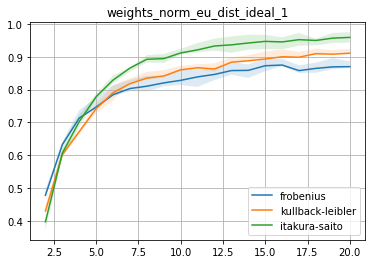 weights_norm_eu_dist_ideal_1
1.0
0.9
0.8
0.7
0.6
0.5
0.4
frobenius
kullback-leibler
itakura-saito
2.5 5.0 7.5 10.0 12.5 15.0 17.5 20.0